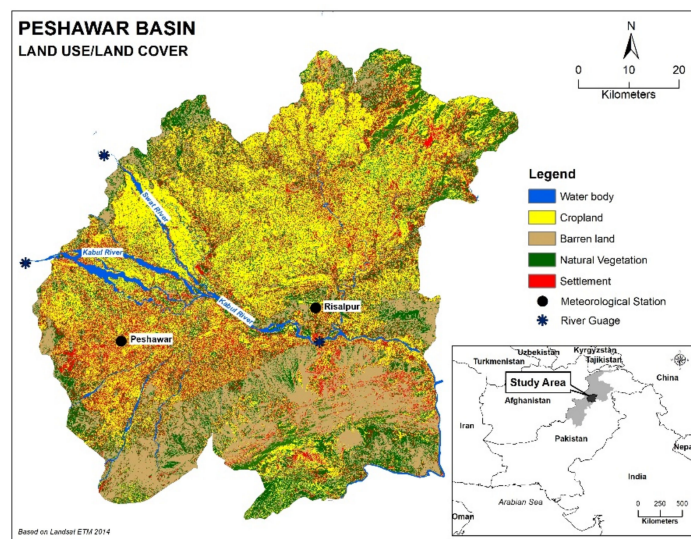 PESHAWAR BASIN
LAND USE/LAND COVER
N
0 10 20
Kilometers
Legend
Water body
Cropland
Barren land
Natural Vegetation
Settlement
Meteorological Station
River Guage
Swat River
Kabul River
Kabul River
Risalpur
Peshawar
Uzbekistan
Kyrgyzstan
Turkmenistan
Tajikistan
China
Study Area
Afghanistan
Iran
Pakistan
Nepa
India
Arabian Sea
Oman
0 250 500
Kilometers
Based on Landsat ETM 2014